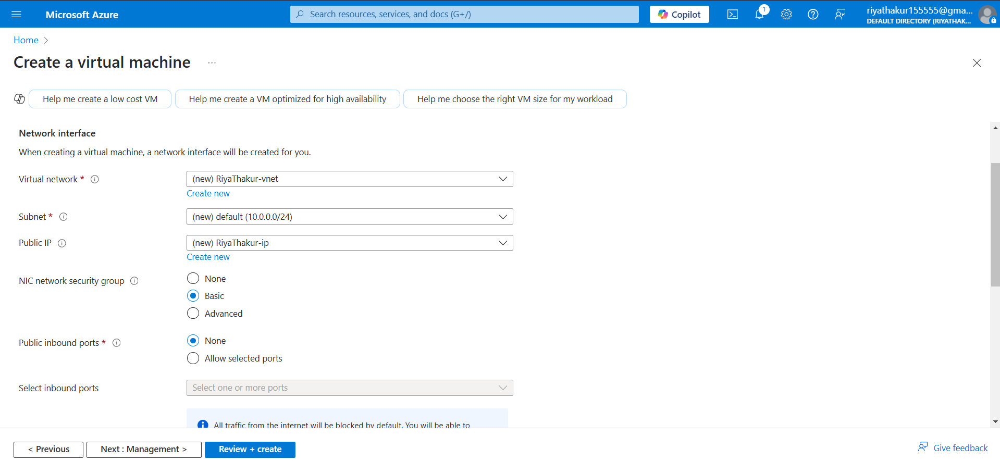 Microsoft Azure
Search resources, services, and docs (G+/)
Copilot
1
riyathakur155555@gma...
DEFAULT DIRECTORY (RIYATHAK...
Home
Create a virtual machine ...
Help me create a low cost VM
Help me create a VM optimized for high availability
Help me choose the right VM size for my workload
Network interface
When creating a virtual machine, a network interface will be created for you.
Virtual network *
(new) RiyaThakur-vnet
Create new
Subnet *
(new) default (10.0.0.0/24)
Public IP
(new) RiyaThakur-ip
Create new
NIC network security group
None
Basic
Advanced
Public inbound ports *
None
Allow selected ports
Select inbound ports
Select one or more ports
All traffic from the internet will be blocked by default. You will be able to
< Previous
Next : Management >
Review + create
Give feedback